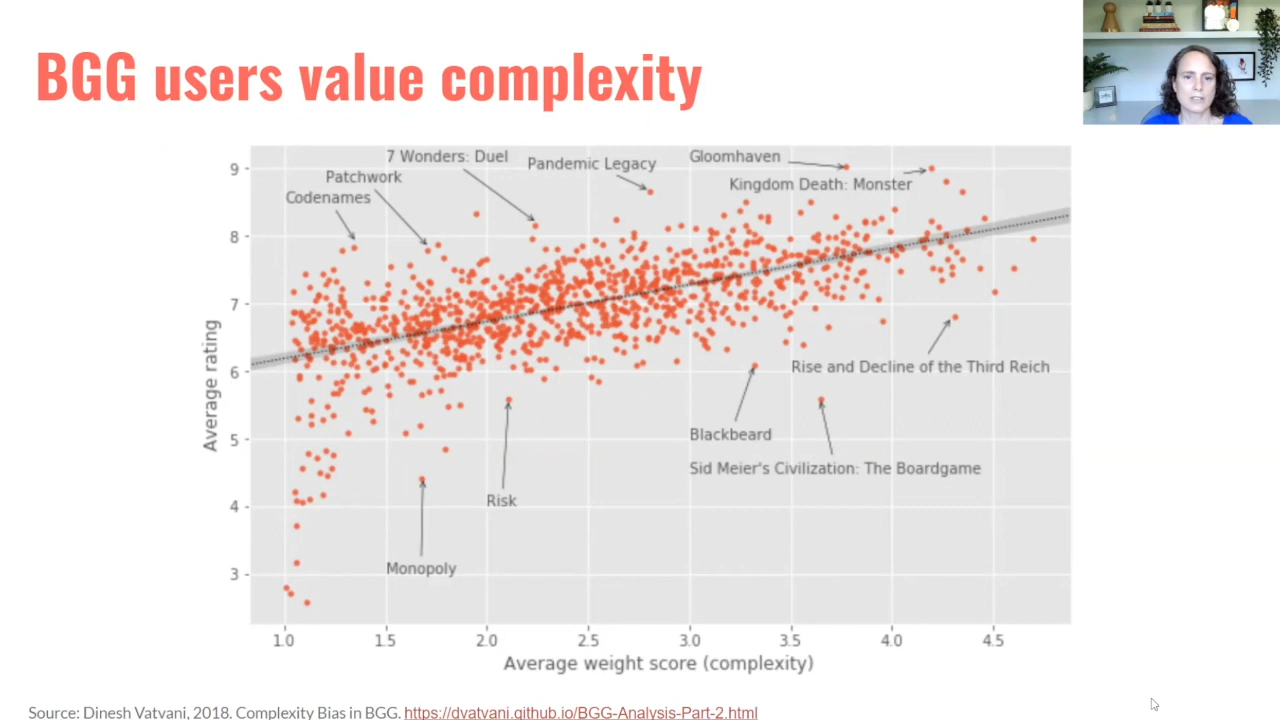 BGG users value complexity
7 Wonders: Duel
Pandemic Legacy
Gloomhaven
Patchwork
Kingdom Death: Monster
Codenames
9
8
7
6
5
4
3
Average rating
Rise and Decline of the Third Reich
Blackbeard
Sid Meier's Civilization: The Boardgame
Risk
Monopoly
1.0 1.5 2.0 2.5 3.0 3.5 4.0 4.5
Average weight score (complexity)
Source: Dinesh Vatvani, 2018. Complexity Bias in BGG. https://dvatvani.github.io/BGG-Analysis-Part-2.html